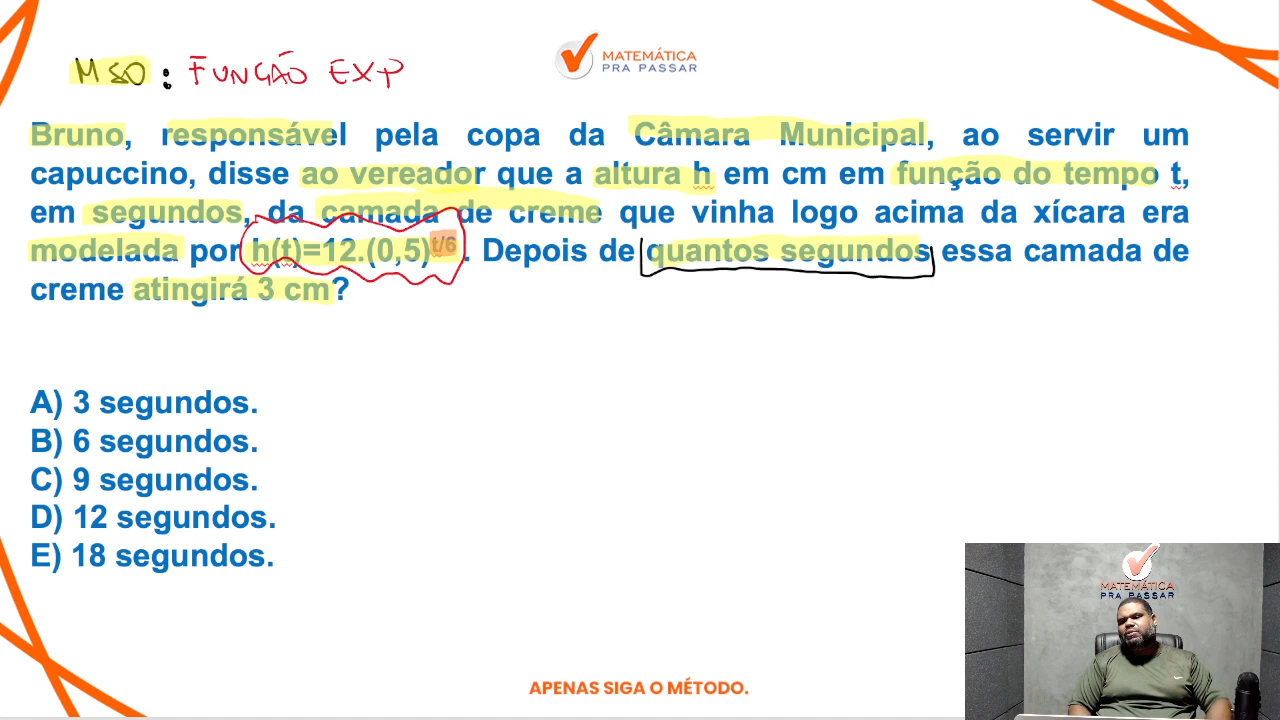 MSO: FUNÇÃO EXP
MATEMÁTICA
PRA PASSAR
Bruno, responsável pela copa da Câmara Municipal, ao servir um
capuccino, disse ao vereador que a altura h em cm em função do tempo t,
em segundos, da camada de creme que vinha logo acima da xícara era
modelada por h(t)=12.(0,5)^t/6. Depois de quantos segundos essa camada de
creme atingirá 3 cm?
A) 3 segundos.
B) 6 segundos.
C) 9 segundos.
D) 12 segundos.
E) 18 segundos.
MATEMÁTICA
PRA PASSAR
APENAS SIGA O MÉTODO.